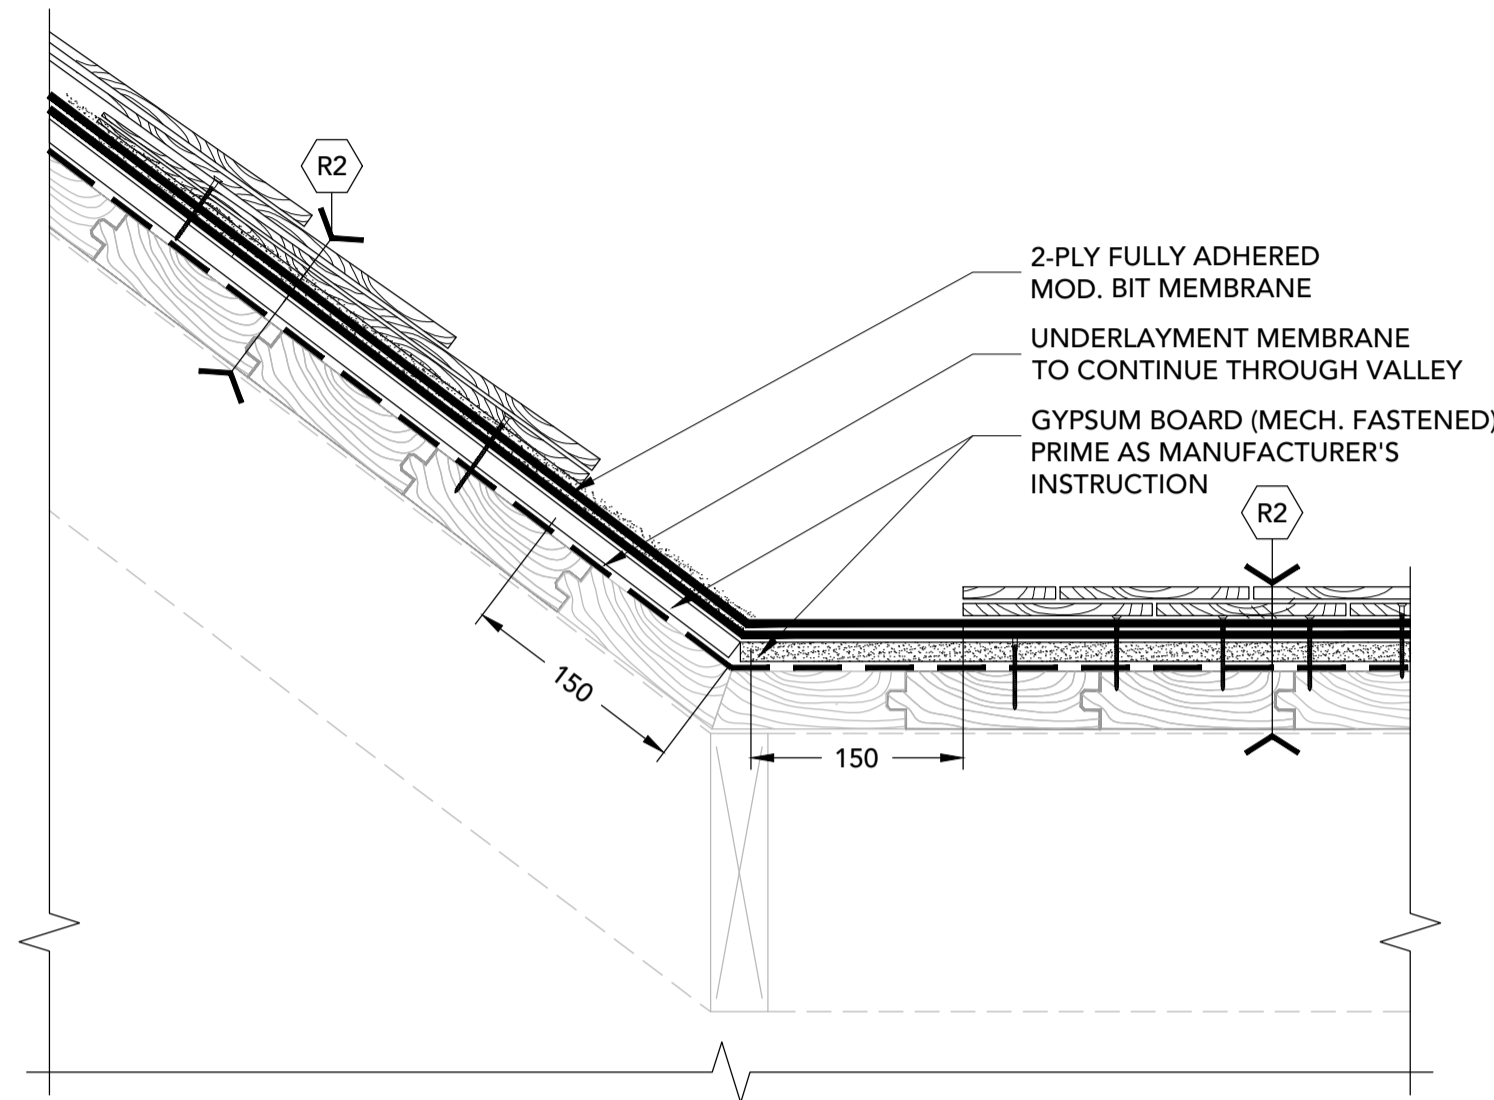 R2
2-PLY FULLY ADHERED
MOD. BIT MEMBRANE
UNDERLAYMENT MEMBRANE
TO CONTINUE THROUGH VALLEY
GYPSUM BOARD (MECH. FASTENED)
PRIME AS MANUFACTURER'S
INSTRUCTION
R2
150
150